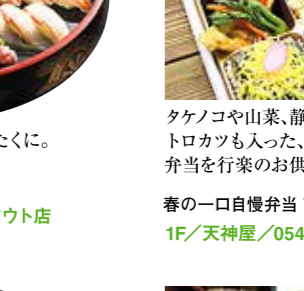 たくに。
ウト店
タケノコや山菜、静
トロカツも入った、
弁当を行楽のお供
春の一口自慢弁当
1F／天神屋／054